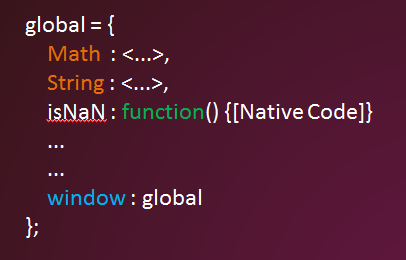 global = {
Math : <...>,
String : <...>,
isNaN : function() {[Native Code]}
...
...
window : global
};